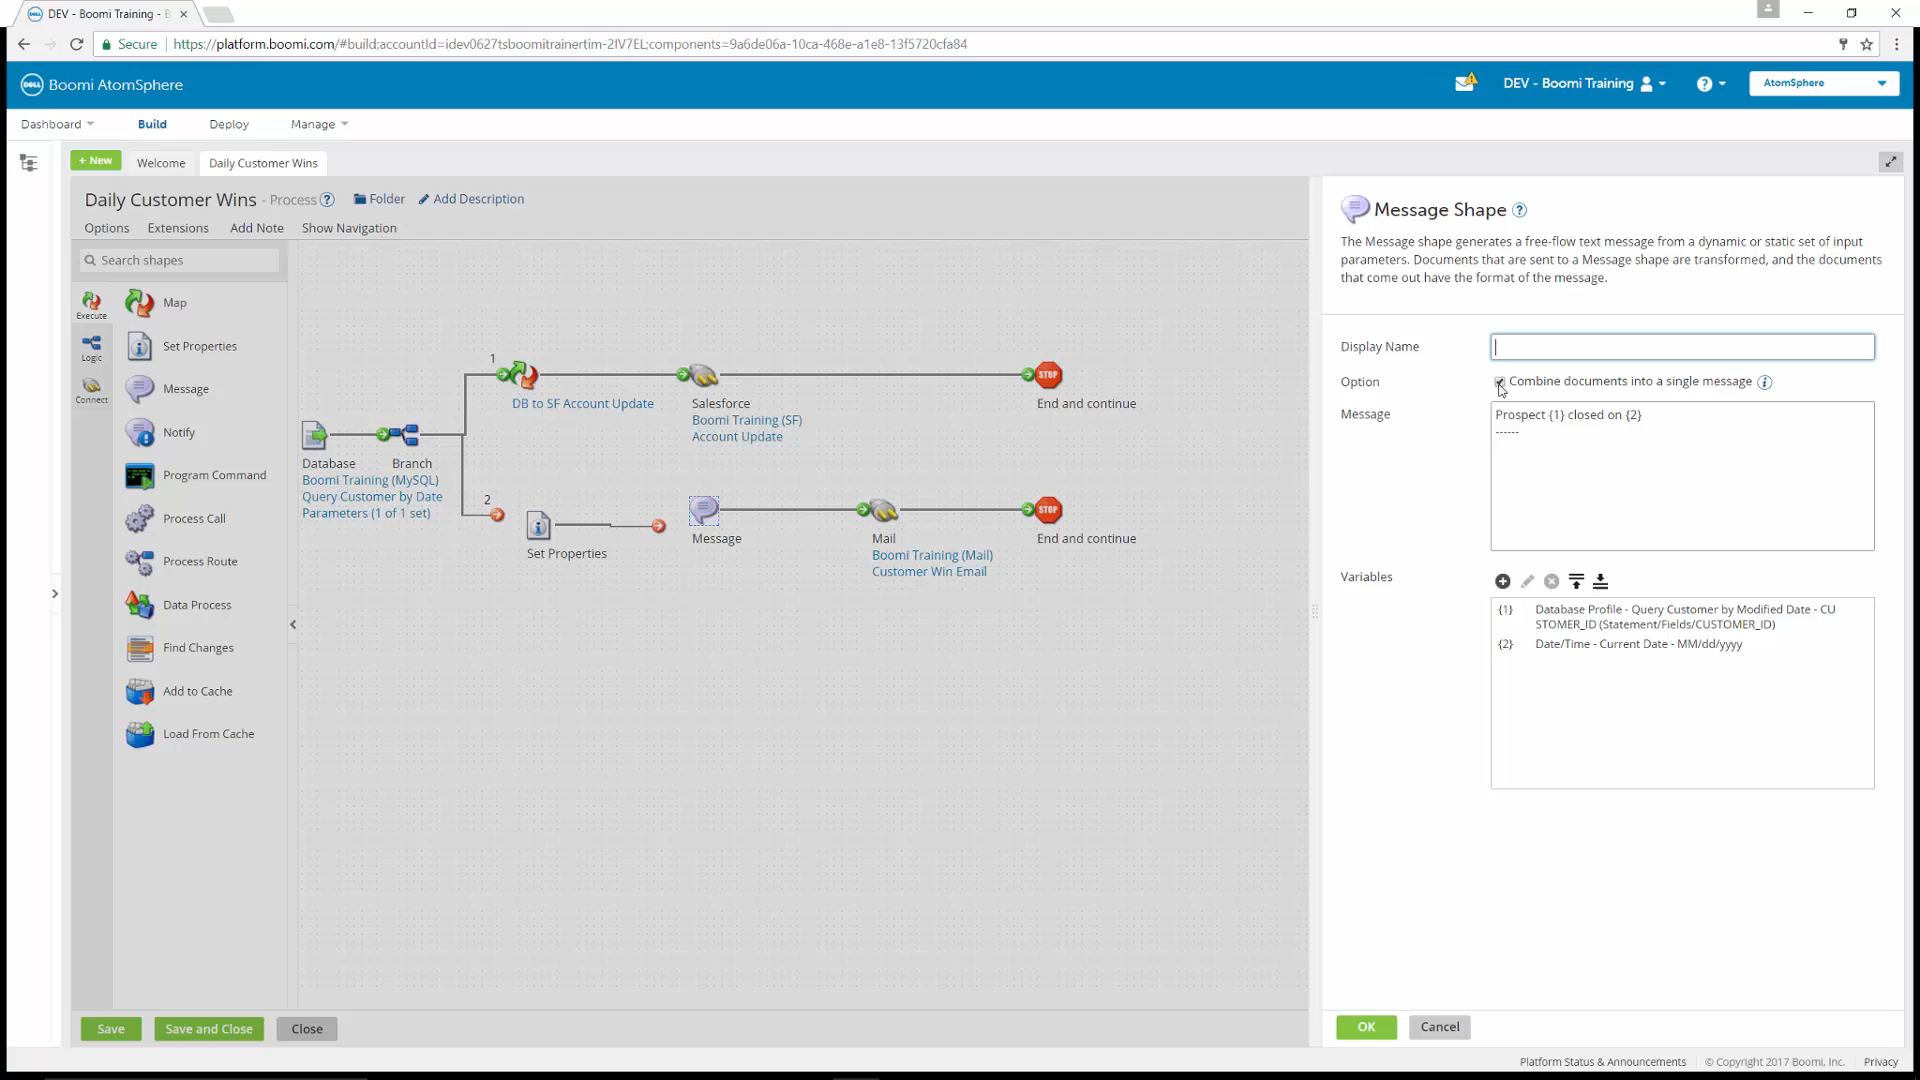 DEV - Boomi Training - B
Secure
https://platform.boomi.com/#build;accountId=idev0627tsboomitrainertim-2IV7EL;components=9a6de06a-10ca-468e-a1e8-13f5720cfa84
DELL Boomi AtomSphere
DEV - Boomi Training
?
AtomSphere
Dashboard
Build
Deploy
Manage
+ New
Welcome
Daily Customer Wins
Daily Customer Wins - Process ?
Folder
Add Description
Options
Extensions
Add Note
Show Navigation
Search shapes
Execute
Logic
Connect
Map
Set Properties
Message
Notify
Program Command
Process Call
Process Route
Data Process
Find Changes
Add to Cache
Load From Cache
Database
Boomi Training (MySQL)
Query Customer by Date
Parameters (1 of 1 set)
Branch
1
DB to SF Account Update
Salesforce
Boomi Training (SF)
Account Update
STOP
End and continue
2
Set Properties
Message
Mail
Boomi Training (Mail)
Customer Win Email
STOP
End and continue
Save
Save and Close
Close
Message Shape ?
The Message shape generates a free-flow text message from a dynamic or static set of input
parameters. Documents that are sent to a Message shape are transformed, and the documents
that come out have the format of the message.
Display Name
Option
Combine documents into a single message i
Message
Prospect {1} closed on {2}
------
Variables
{1} Database Profile - Query Customer by Modified Date - CU
STOMER_ID (Statement/Fields/CUSTOMER_ID)
{2} Date/Time - Current Date - MM/dd/yyyy
OK
Cancel
Platform Status & Announcements
© Copyright 2017 Boomi, Inc.
Privacy